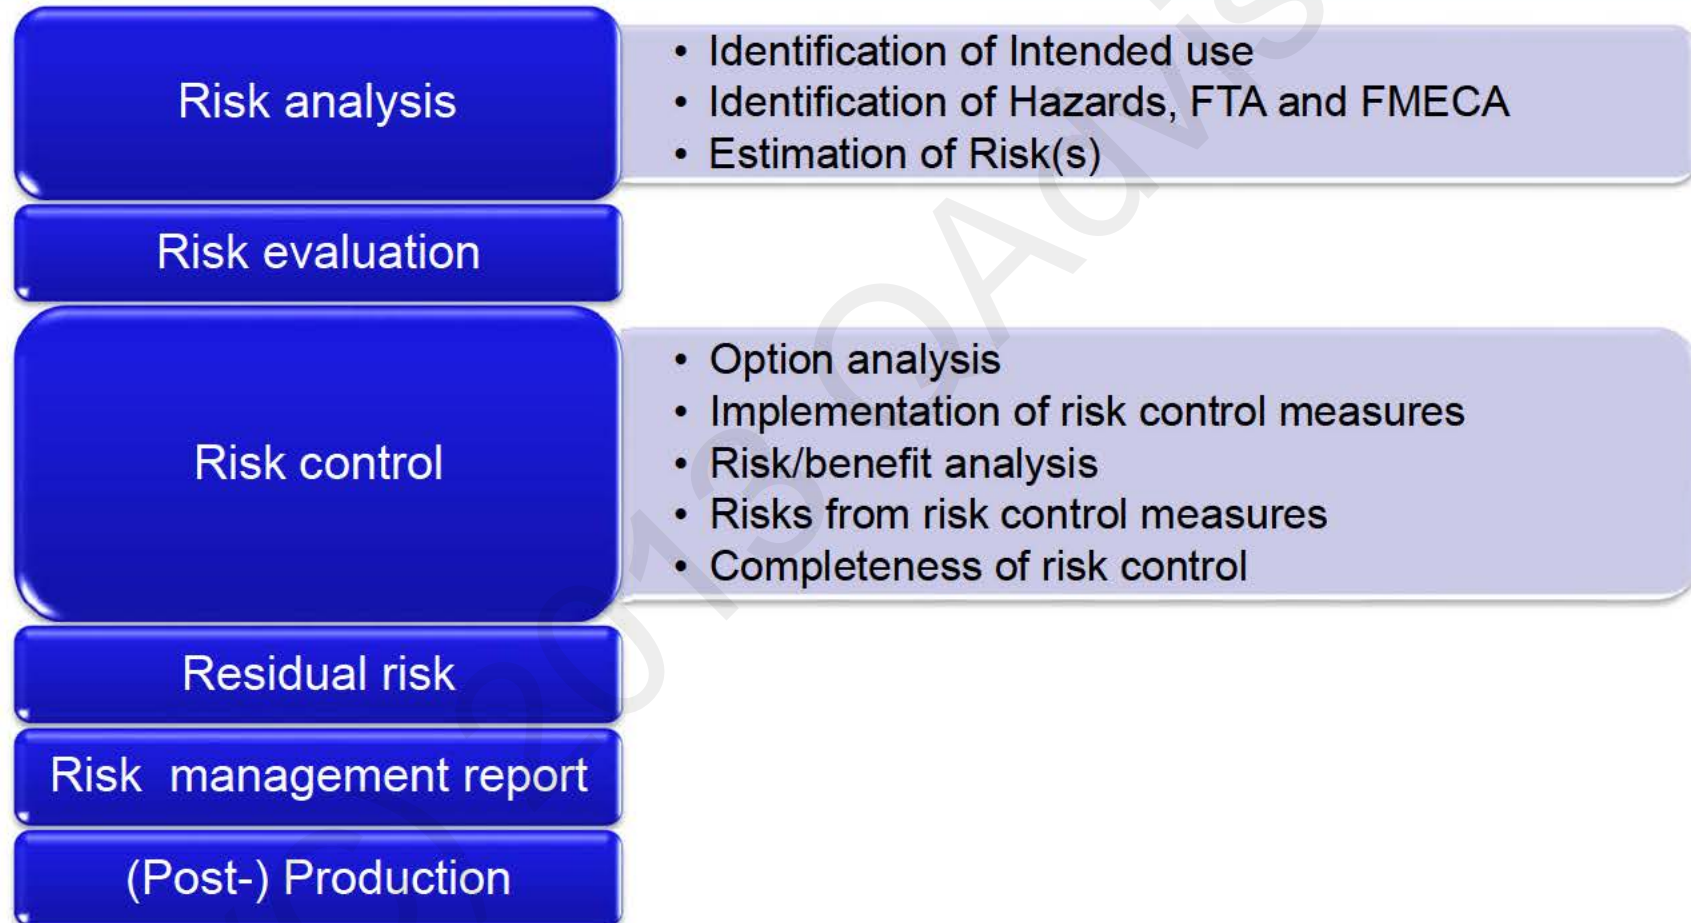 Risk analysis
• Identification of Intended use
• Identification of Hazards, FTA and FMECA
• Estimation of Risk(s)
Risk evaluation
Risk control
• Option analysis
• Implementation of risk control measures
• Risk/benefit analysis
• Risks from risk control measures
• Completeness of risk control
Residual risk
Risk management report
(Post-) Production
2013 QAdvis